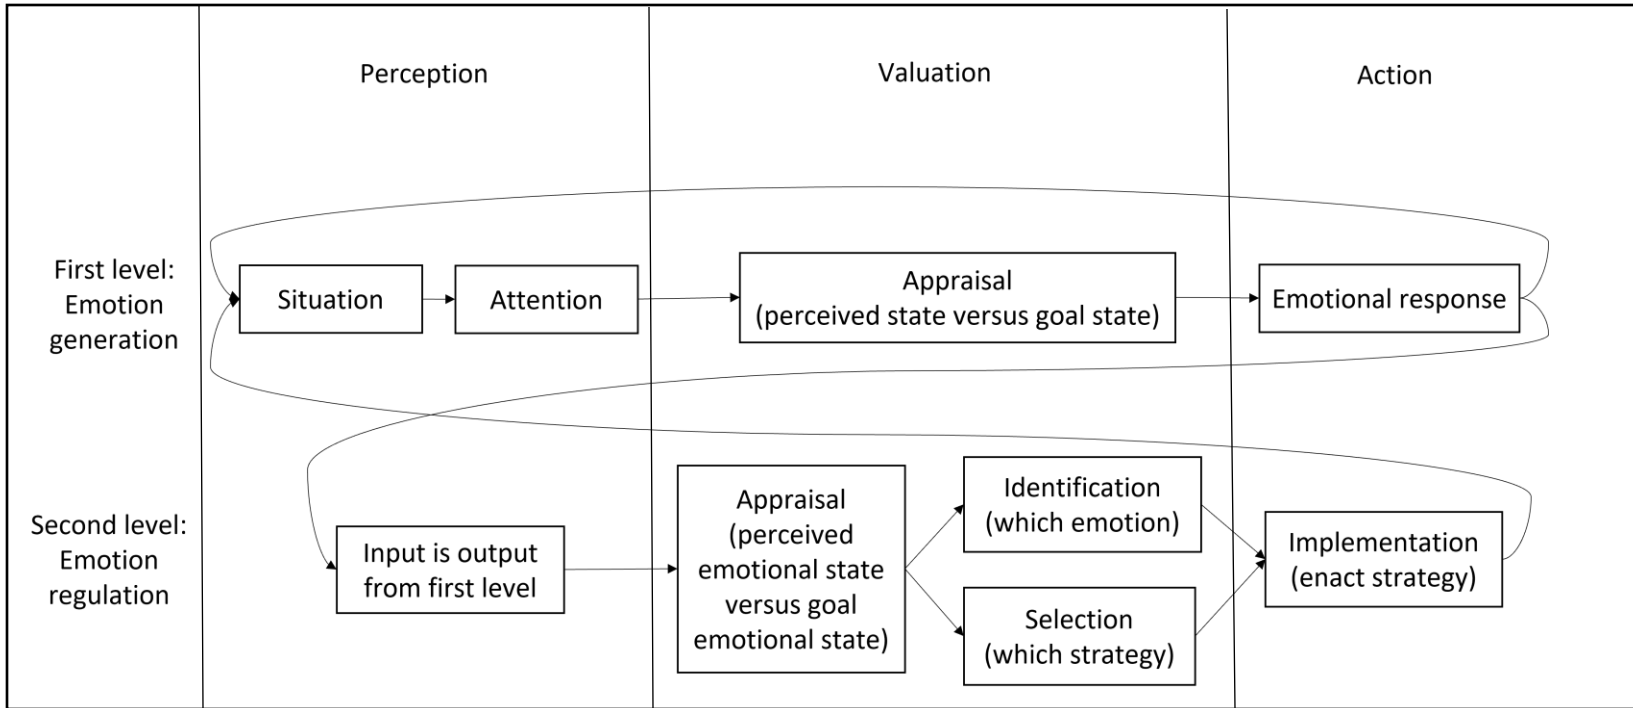 Perception
Valuation
Action
First level:
Emotion
generation
Situation
Attention
Appraisal
(perceived state versus goal state)
Emotional response
Second level:
Emotion
regulation
Input is output
from first level
Appraisal
(perceived
emotional state
versus goal
emotional state)
Identification
(which emotion)
Selection
(which strategy)
Implementation
(enact strategy)